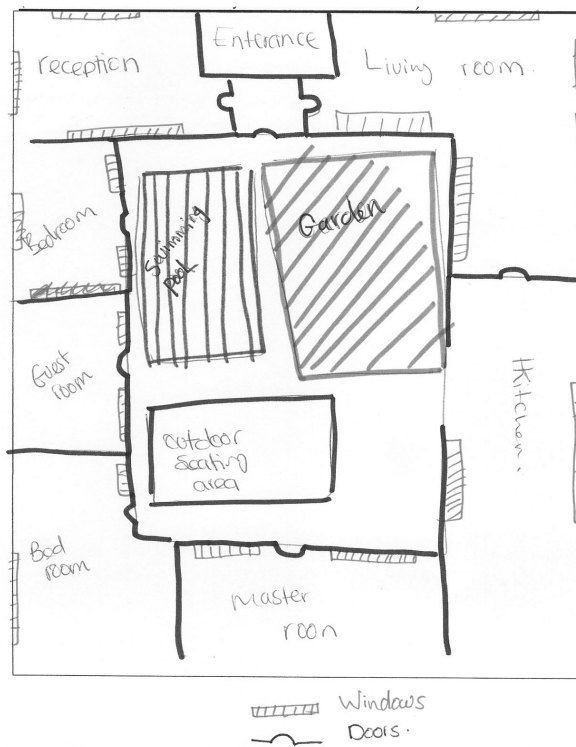 Entrance
reception
Living room.
Bedroom
Swimming
pool
Garden
Guest
room
Kitchen.
outdoor
seating
area
Bed
room
Master
room
Windows
Doors.